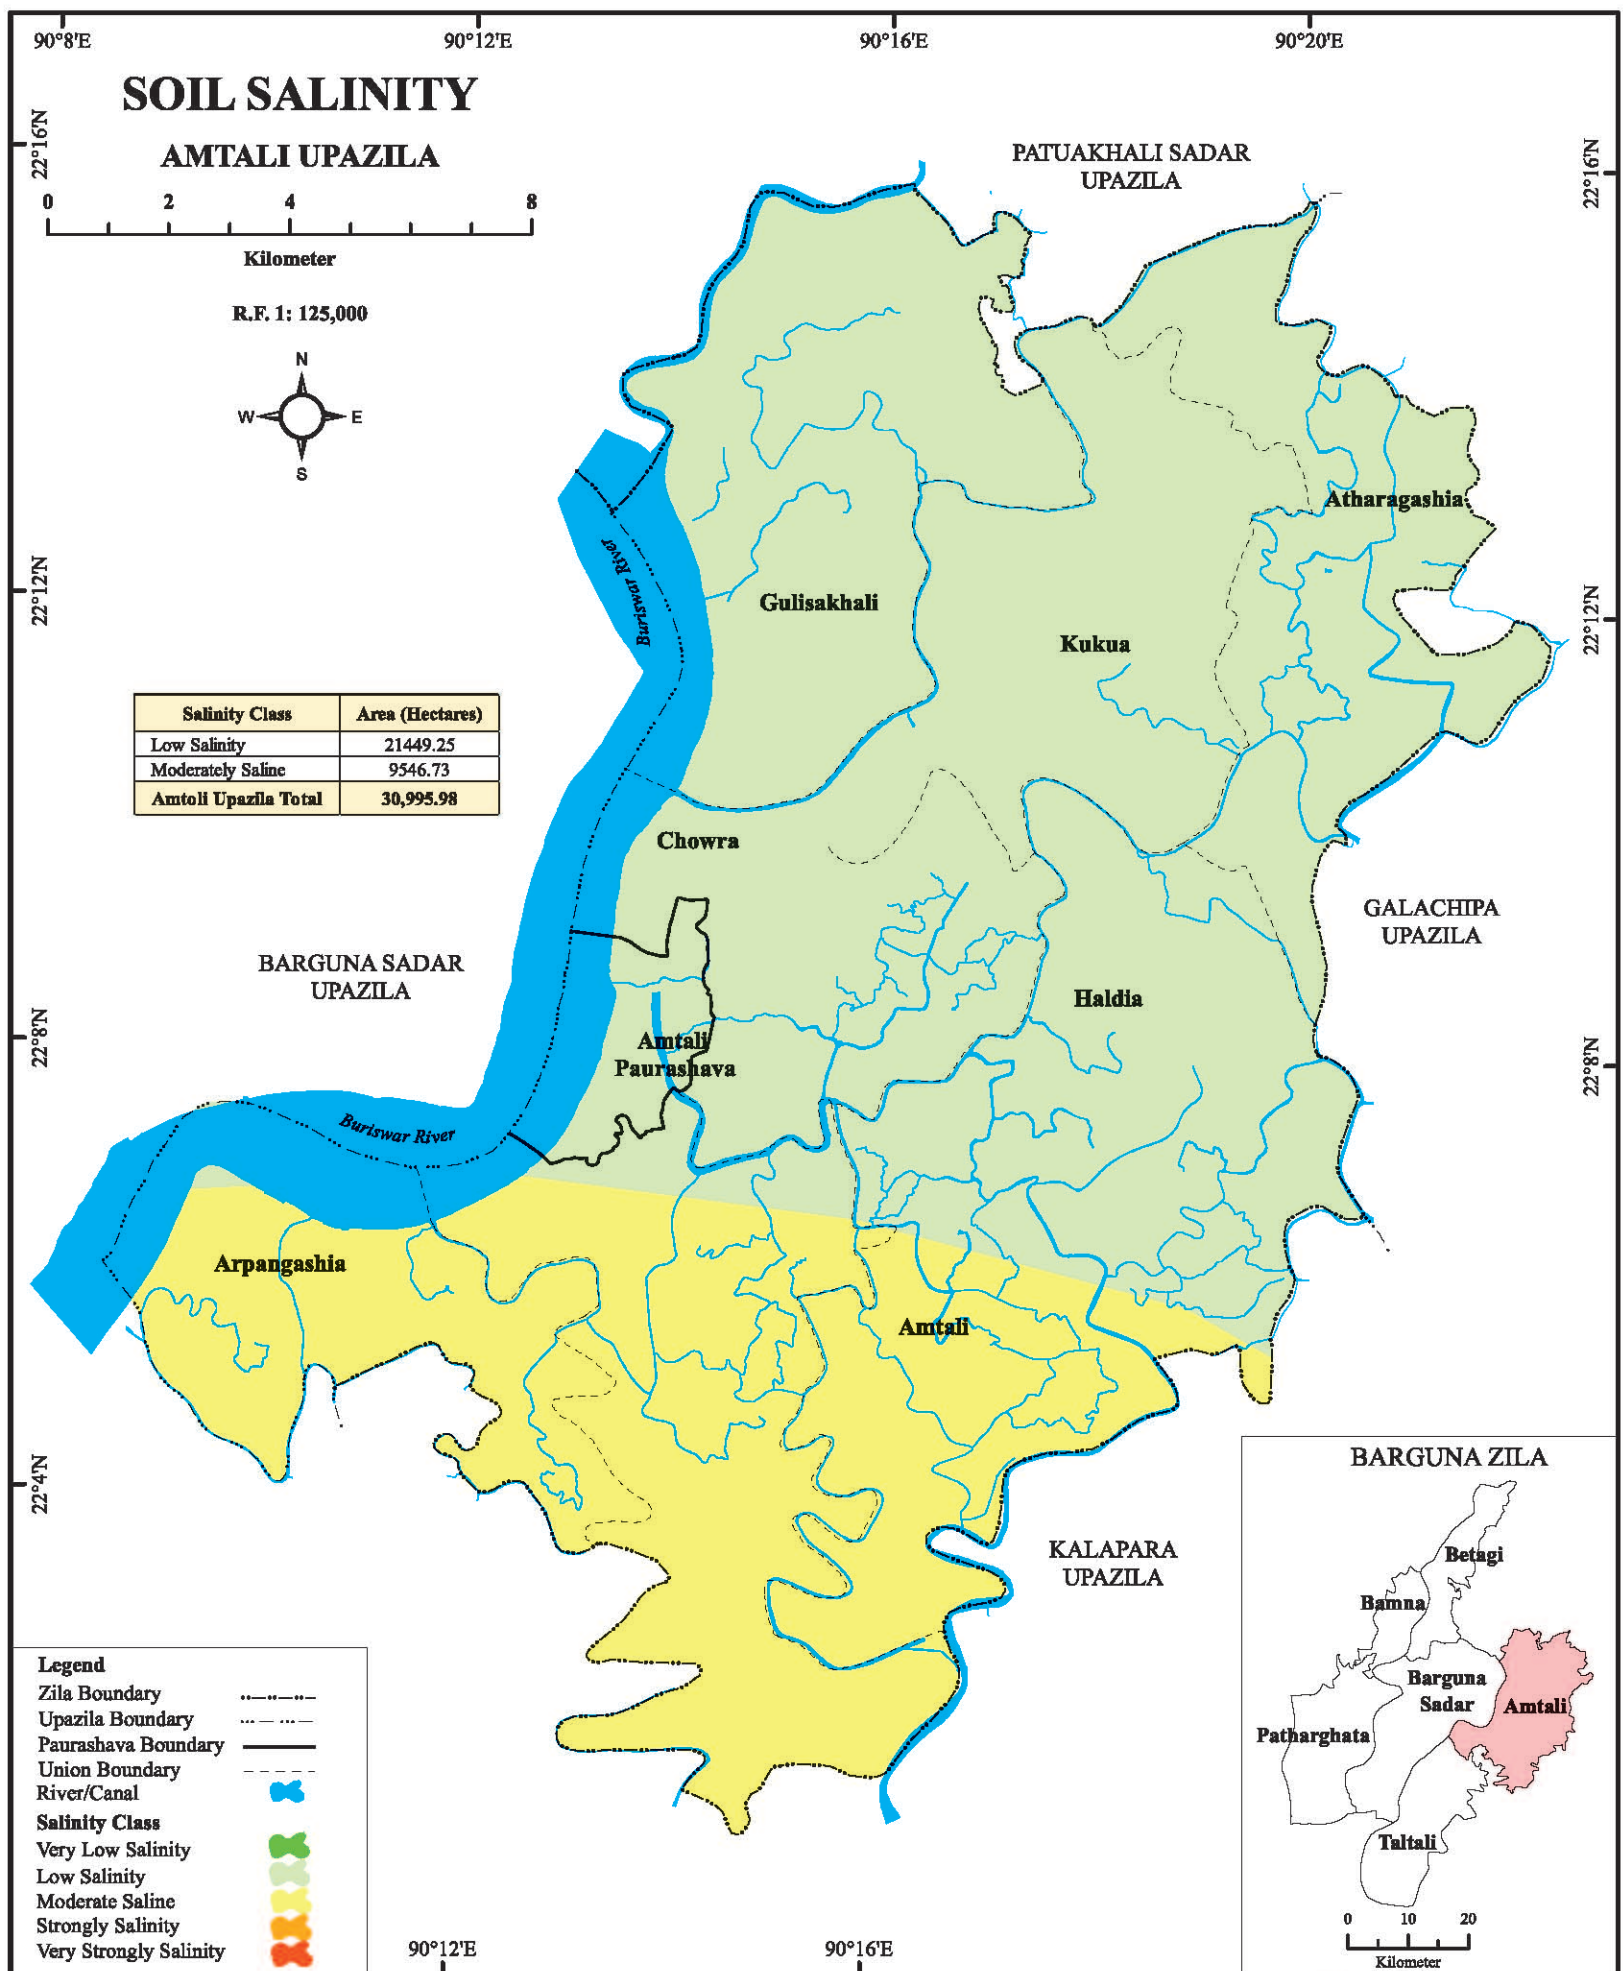 90°8'E
90°12'E
90°16'E
90°20'E
SOIL SALINITY
AMTALI UPAZILA
0 2 4 8
Kilometer
R.F. 1: 125,000
N
W E
S
22°16'N
22°16'N
PATUAKHALI SADAR
UPAZILA
Atharagashia
Buriswar River
22°12'N
22°12'N
Gulisakhali
Kukua
Salinity Class Area (Hectares)
Low Salinity 21449.25
Moderately Saline 9546.73
Amtoli Upazila Total 30,995.98
Chowra
GALACHIPA
UPAZILA
BARGUNA SADAR
UPAZILA
Haldia
22°8'N
22°8'N
Amtali
Paurashava
Buriswar River
Arpangashia
Amtali
22°4'N
KALAPARA
UPAZILA
BARGUNA ZILA
Betagi
Bamna
Barguna
Sadar
Amtali
Patharghata
Taltali
0 10 20
Kilometer
Legend
Zila Boundary
Upazila Boundary
Paurashava Boundary
Union Boundary
River/Canal
Salinity Class
Very Low Salinity
Low Salinity
Moderate Saline
Strongly Salinity
Very Strongly Salinity
90°12'E
90°16'E